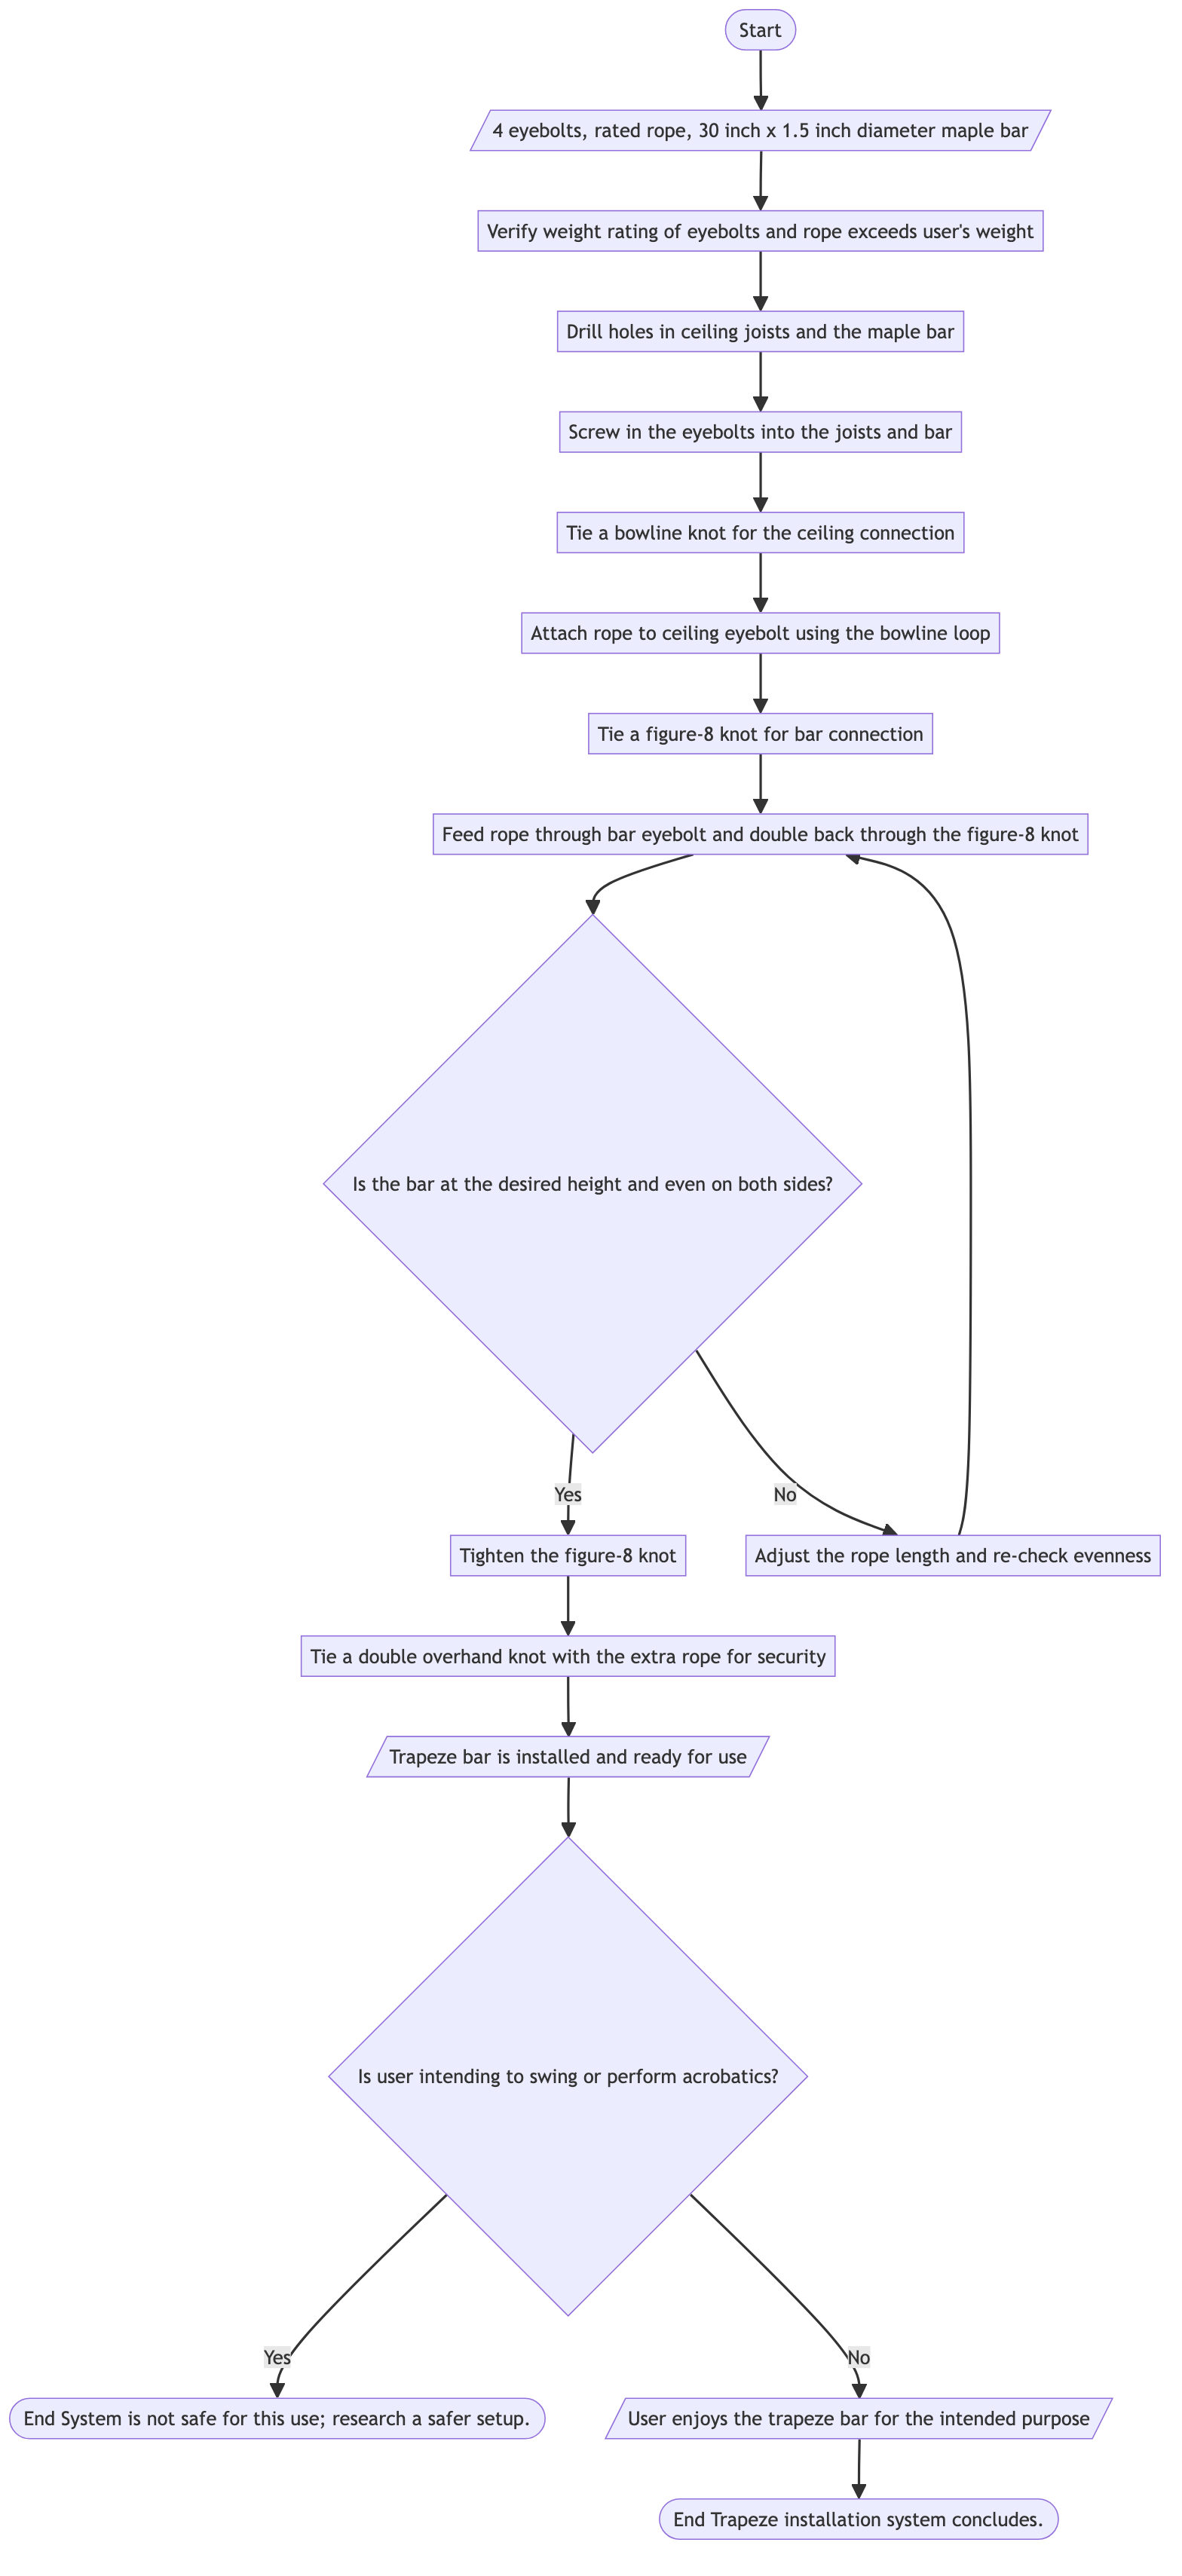 Start
4 eyebolts, rated rope, 30 inch x 1.5 inch diameter maple bar
Verify weight rating of eyebolts and rope exceeds user's weight
Drill holes in ceiling joists and the maple bar
Screw in the eyebolts into the joists and bar
Tie a bowline knot for the ceiling connection
Attach rope to ceiling eyebolt using the bowline loop
Tie a figure-8 knot for bar connection
Feed rope through bar eyebolt and double back through the figure-8 knot
Is the bar at the desired height and even on both sides?
Yes
No
Tighten the figure-8 knot
Adjust the rope length and re-check evenness
Tie a double overhand knot with the extra rope for security
Trapeze bar is installed and ready for use
Is user intending to swing or perform acrobatics?
Yes
No
End System is not safe for this use; research a safer setup.
User enjoys the trapeze bar for the intended purpose
End Trapeze installation system concludes.